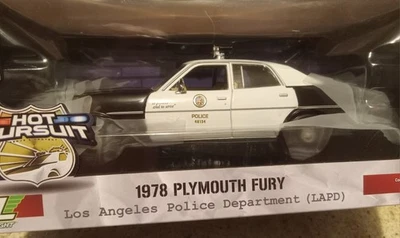 HOT
PURSUIT
POLICE
1978 PLYMOUTH FURY
Los Angeles Police Department (LAPD)